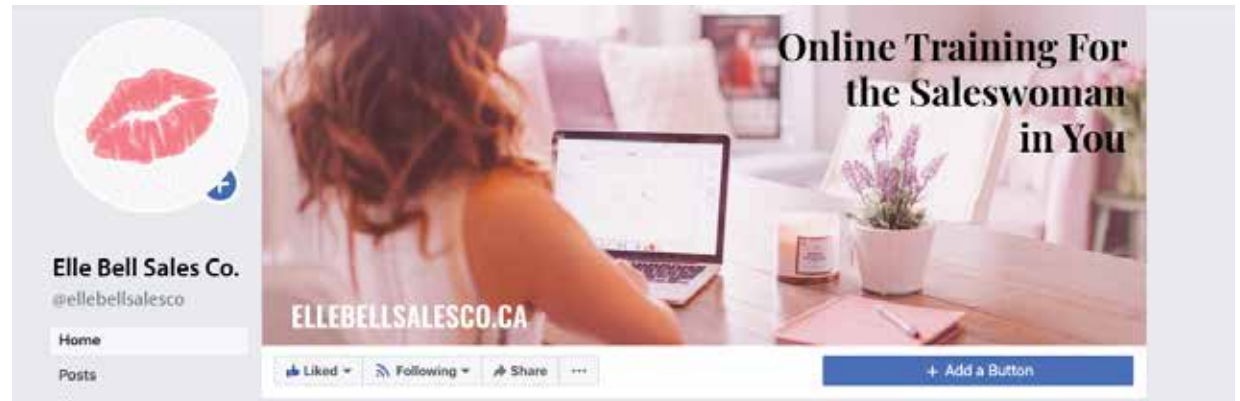 Online Training For
the Saleswoman
in You
Elle Bell Sales Co.
@ellebellsalesco
ELLEBELLSALESCO.CA
Home
Posts
Liked
Following
Share
...
+ Add a Button